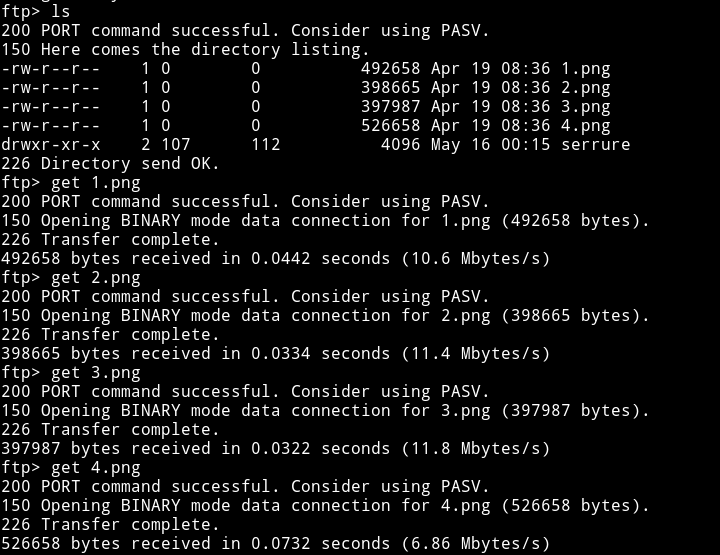 ftp> ls
200 PORT command successful. Consider using PASV.
150 Here comes the directory listing.
-rw-r--r--    1 0        0          492658 Apr 19 08:36 1.png
-rw-r--r--    1 0        0          398665 Apr 19 08:36 2.png
-rw-r--r--    1 0        0          397987 Apr 19 08:36 3.png
-rw-r--r--    1 0        0          526658 Apr 19 08:36 4.png
drwxr-xr-x    2 107      112          4096 May 16 00:15 serrure
226 Directory send OK.
ftp> get 1.png
200 PORT command successful. Consider using PASV.
150 Opening BINARY mode data connection for 1.png (492658 bytes).
226 Transfer complete.
492658 bytes received in 0.0442 seconds (10.6 Mbytes/s)
ftp> get 2.png
200 PORT command successful. Consider using PASV.
150 Opening BINARY mode data connection for 2.png (398665 bytes).
226 Transfer complete.
398665 bytes received in 0.0334 seconds (11.4 Mbytes/s)
ftp> get 3.png
200 PORT command successful. Consider using PASV.
150 Opening BINARY mode data connection for 3.png (397987 bytes).
226 Transfer complete.
397987 bytes received in 0.0322 seconds (11.8 Mbytes/s)
ftp> get 4.png
200 PORT command successful. Consider using PASV.
150 Opening BINARY mode data connection for 4.png (526658 bytes).
226 Transfer complete.
526658 bytes received in 0.0732 seconds (6.86 Mbytes/s)